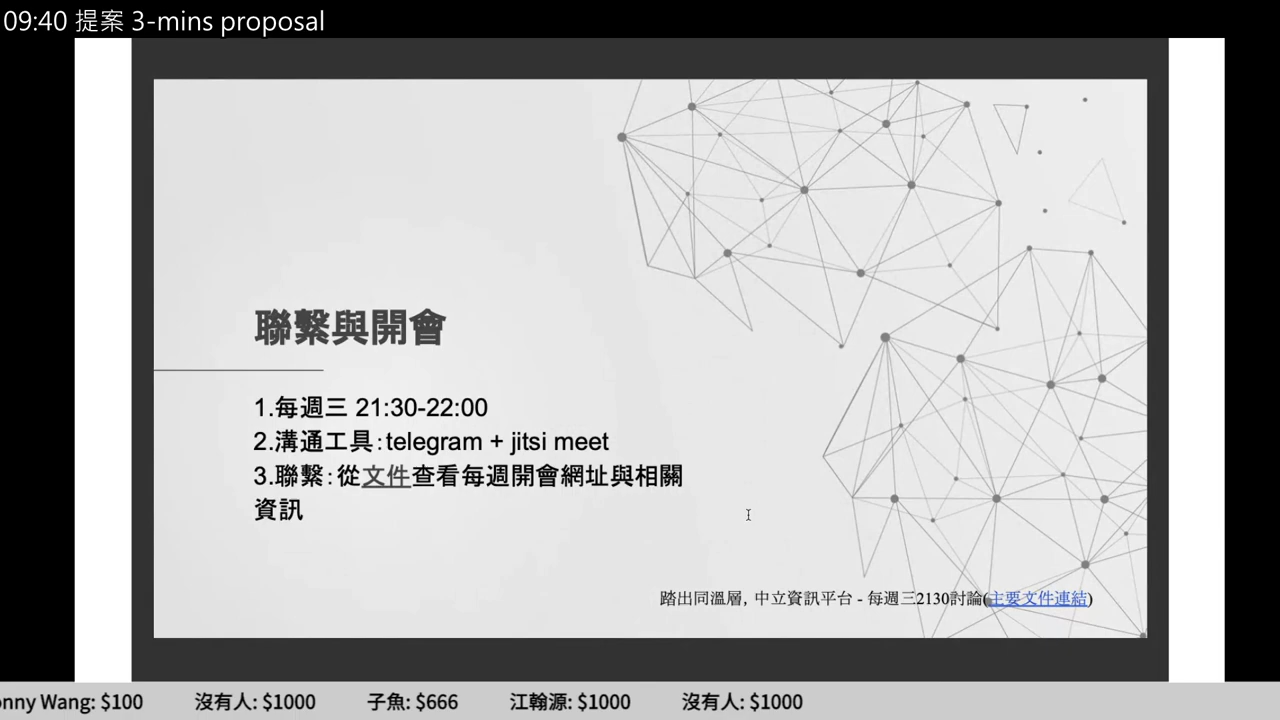 09:40 提案 3-mins proposal
聯繫與開會
1.每週三 21:30-22:00
2.溝通工具：telegram + jitsi meet
3.聯繫：從文件查看每週開會網址與相關
資訊
踏出同溫層, 中立資訊平台 - 每週三2130討論(主要文件連結)
onny Wang: $100 沒有人: $1000 子魚: $666 江翰源: $1000 沒有人: $1000